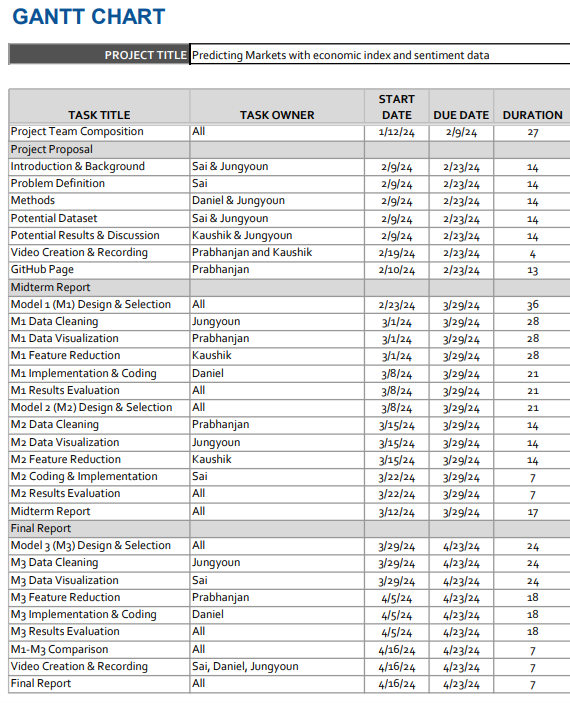 GANTT CHART
PROJECT TITLE Predicting Markets with economic index and sentiment data
TASK TITLE TASK OWNER START DATE DUE DATE DURATION
Project Team Composition All 1/12/24 2/9/24 27
Project Proposal
Introduction & Background Sai & Jungyoun 2/9/24 2/23/24 14
Problem Definition Sai 2/9/24 2/23/24 14
Methods Daniel & Jungyoun 2/9/24 2/23/24 14
Potential Dataset Sai & Jungyoun 2/9/24 2/23/24 14
Potential Results & Discussion Kaushik & Jungyoun 2/9/24 2/23/24 14
Video Creation & Recording Prabhanjan and Kaushik 2/19/24 2/23/24 4
GitHub Page Prabhanjan 2/10/24 2/23/24 13
Midterm Report
Model 1 (M1) Design & Selection All 2/23/24 3/29/24 36
M1 Data Cleaning Jungyoun 3/1/24 3/29/24 28
M1 Data Visualization Prabhanjan 3/1/24 3/29/24 28
M1 Feature Reduction Kaushik 3/1/24 3/29/24 28
M1 Implementation & Coding Daniel 3/8/24 3/29/24 21
M1 Results Evaluation All 3/8/24 3/29/24 21
Model 2 (M2) Design & Selection All 3/8/24 3/29/24 21
M2 Data Cleaning Prabhanjan 3/15/24 3/29/24 14
M2 Data Visualization Jungyoun 3/15/24 3/29/24 14
M2 Feature Reduction Kaushik 3/15/24 3/29/24 14
M2 Coding & Implementation Sai 3/22/24 3/29/24 7
M2 Results Evaluation All 3/22/24 3/29/24 7
Midterm Report All 3/12/24 3/29/24 17
Final Report
Model 3 (M3) Design & Selection All 3/29/24 4/23/24 24
M3 Data Cleaning Jungyoun 3/29/24 4/23/24 24
M3 Data Visualization Sai 3/29/24 4/23/24 24
M3 Feature Reduction Prabhanjan 4/5/24 4/23/24 18
M3 Implementation & Coding Daniel 4/5/24 4/23/24 18
M3 Results Evaluation All 4/5/24 4/23/24 18
M1-M3 Comparison All 4/16/24 4/23/24 7
Video Creation & Recording Sai, Daniel, Jungyoun 4/16/24 4/23/24 7
Final Report All 4/16/24 4/23/24 7